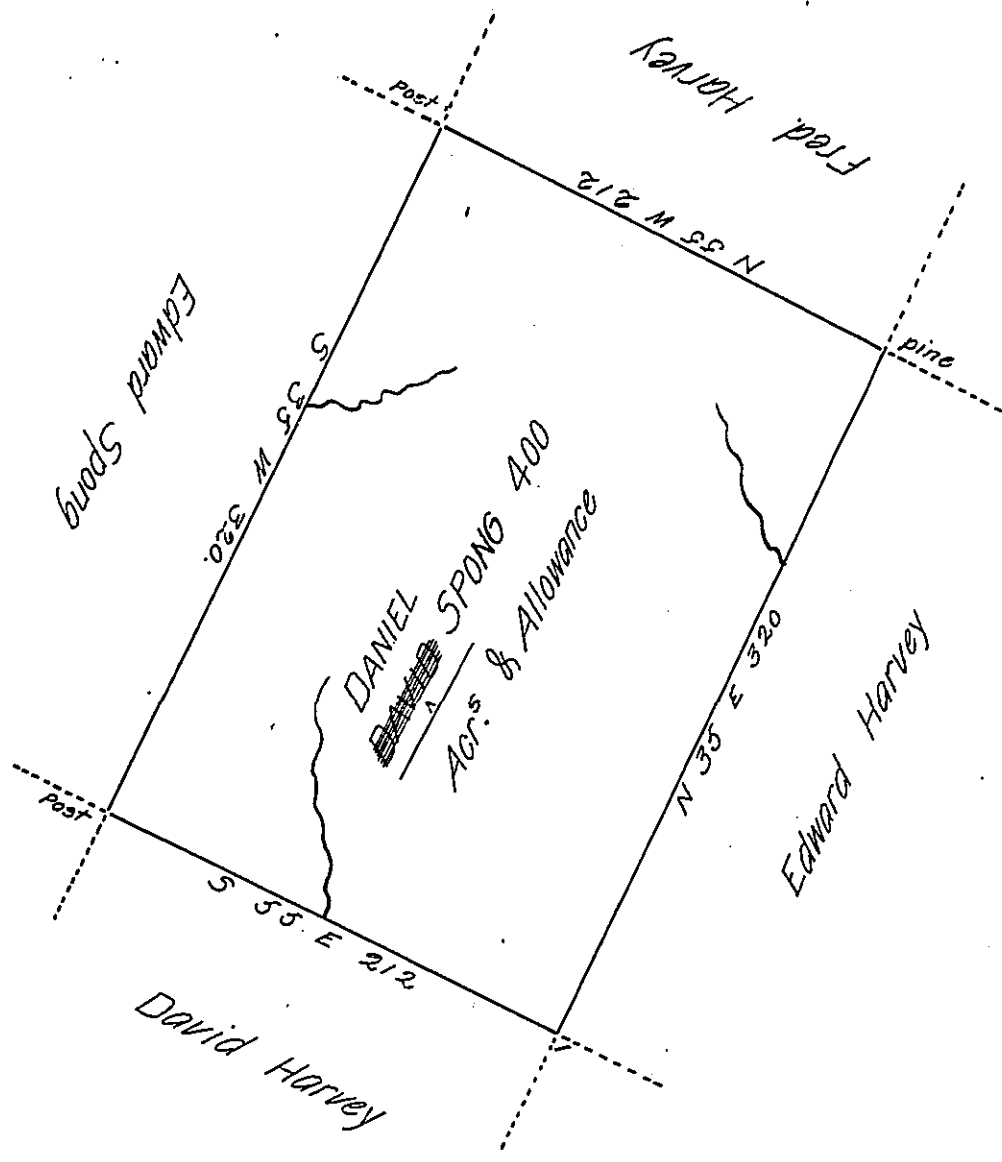 Fred. Harvey
Post
N 55 W 212
pine
Edward Spong
S 35 W 320.
DANIEL
SPONG 400
Acr.s & Allowance
N 35 E 320
Edward Harvey
Post
S 55. E 212
David Harvey